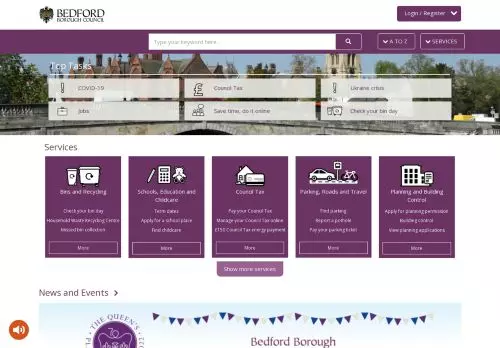 BEDFORD
BOROUGH COUNCIL
Login / Register
Type your keyword here
A TO Z
SERVICES
Top Tasks
COVID-19
Council Tax
Ukraine crisis
Jobs
Save time, do it online
Check your bin day
Services
Bins and Recycling
Check your bin day
Household Waste Recycling Centre
Missed bin collection
More
Schools, Education and
Childcare
Term dates
Apply for a school place
Find childcare
More
Council Tax
Pay your Council Tax
Manage your Council Tax online
£150 Council Tax energy payment
More
Parking, Roads and Travel
Find parking
Report a pothole
Pay your parking ticket
More
Planning and Building
Control
Apply for planning permission
Building control
View planning applications
More
Show more services
News and Events
THE QUEEN'S
70
Bedford Borough